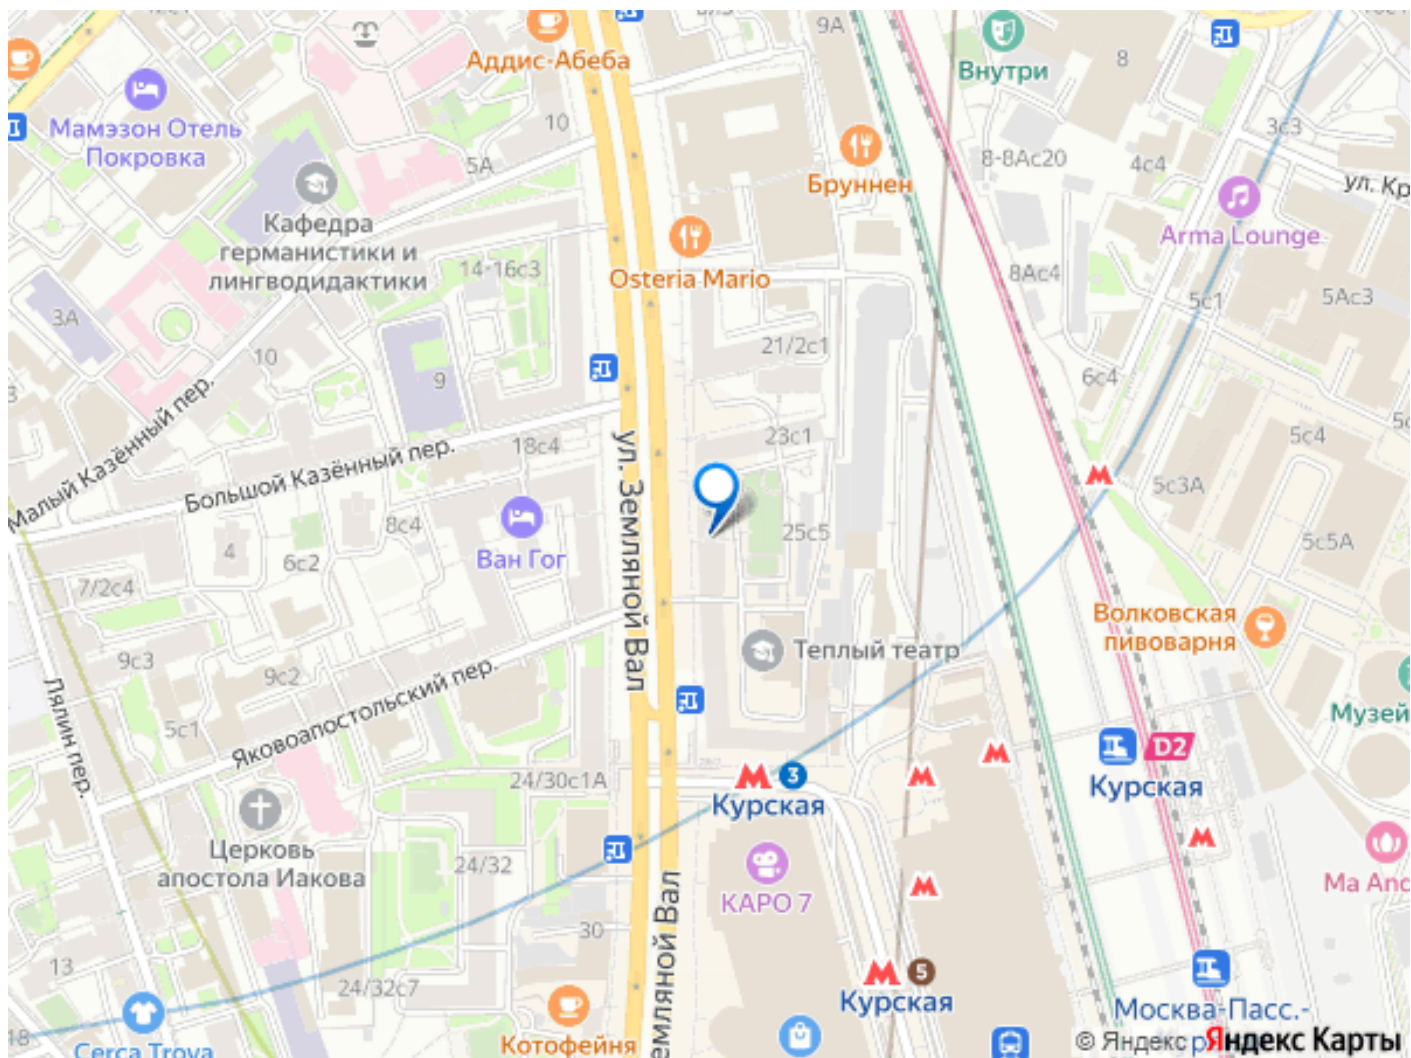 9А
Аддис-Абеба
Внутри
8
Мамэзон Отель
Покровка
10
5А
3с3
8-8Ас20
4с4
Бруннен
ул. Кр
Кафедра
германистики и
лингводидактики
14-16с3
Osteria Mario
Arma Lounge
8Ас4
5с1
5Ас3
3А
10
9
21/2с1
6с4
Малый Казённый пер.
Большой Казённый пер.
18с4
ул. Земляной Вал
23с1
5с4
5с3А
8с4
4
6с2
Ван Гог
25с5
5с5А
7/2с4
Волковская
пивоварня
9с3
9с2
Теплый театр
Лялин пер.
Яковоапостольский пер.
5с1
Музей
D2
Курская
24/30с1А
3
Курская
Церковь
апостола Иакова
24/32
КАРО 7
Ma Anc
емляной Вал
30
13
24/32с7
5
Курская
Москва-Пасс.-
18
Cerca Trova
Котофейня
© Яндекс
Яндекс Карты